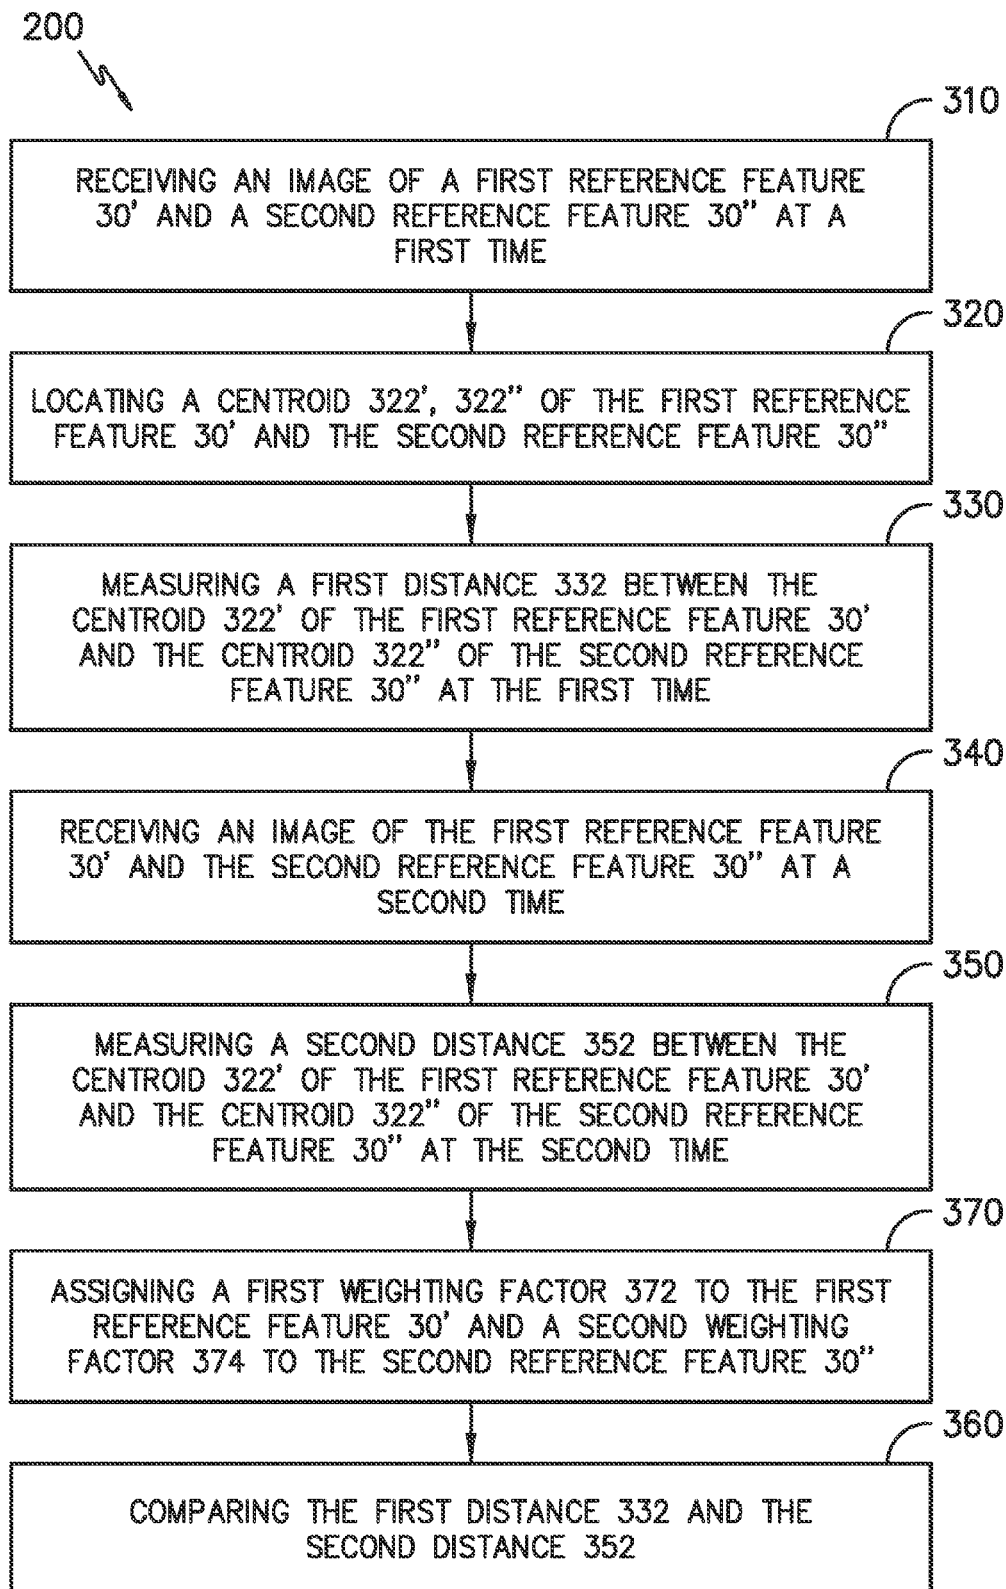 200
310
RECEIVING AN IMAGE OF A FIRST REFERENCE FEATURE
30' AND A SECOND REFERENCE FEATURE 30" AT A
FIRST TIME
320
LOCATING A CENTROID 322', 322" OF THE FIRST REFERENCE
FEATURE 30' AND THE SECOND REFERENCE FEATURE 30"
330
MEASURING A FIRST DISTANCE 332 BETWEEN THE
CENTROID 322' OF THE FIRST REFERENCE FEATURE 30'
AND THE CENTROID 322" OF THE SECOND REFERENCE
FEATURE 30" AT THE FIRST TIME
340
RECEIVING AN IMAGE OF THE FIRST REFERENCE FEATURE
30' AND THE SECOND REFERENCE FEATURE 30" AT A
SECOND TIME
350
MEASURING A SECOND DISTANCE 352 BETWEEN THE
CENTROID 322' OF THE FIRST REFERENCE FEATURE 30'
AND THE CENTROID 322" OF THE SECOND REFERENCE
FEATURE 30" AT THE SECOND TIME
370
ASSIGNING A FIRST WEIGHTING FACTOR 372 TO THE FIRST
REFERENCE FEATURE 30' AND A SECOND WEIGHTING
FACTOR 374 TO THE SECOND REFERENCE FEATURE 30"
360
COMPARING THE FIRST DISTANCE 332 AND THE
SECOND DISTANCE 352